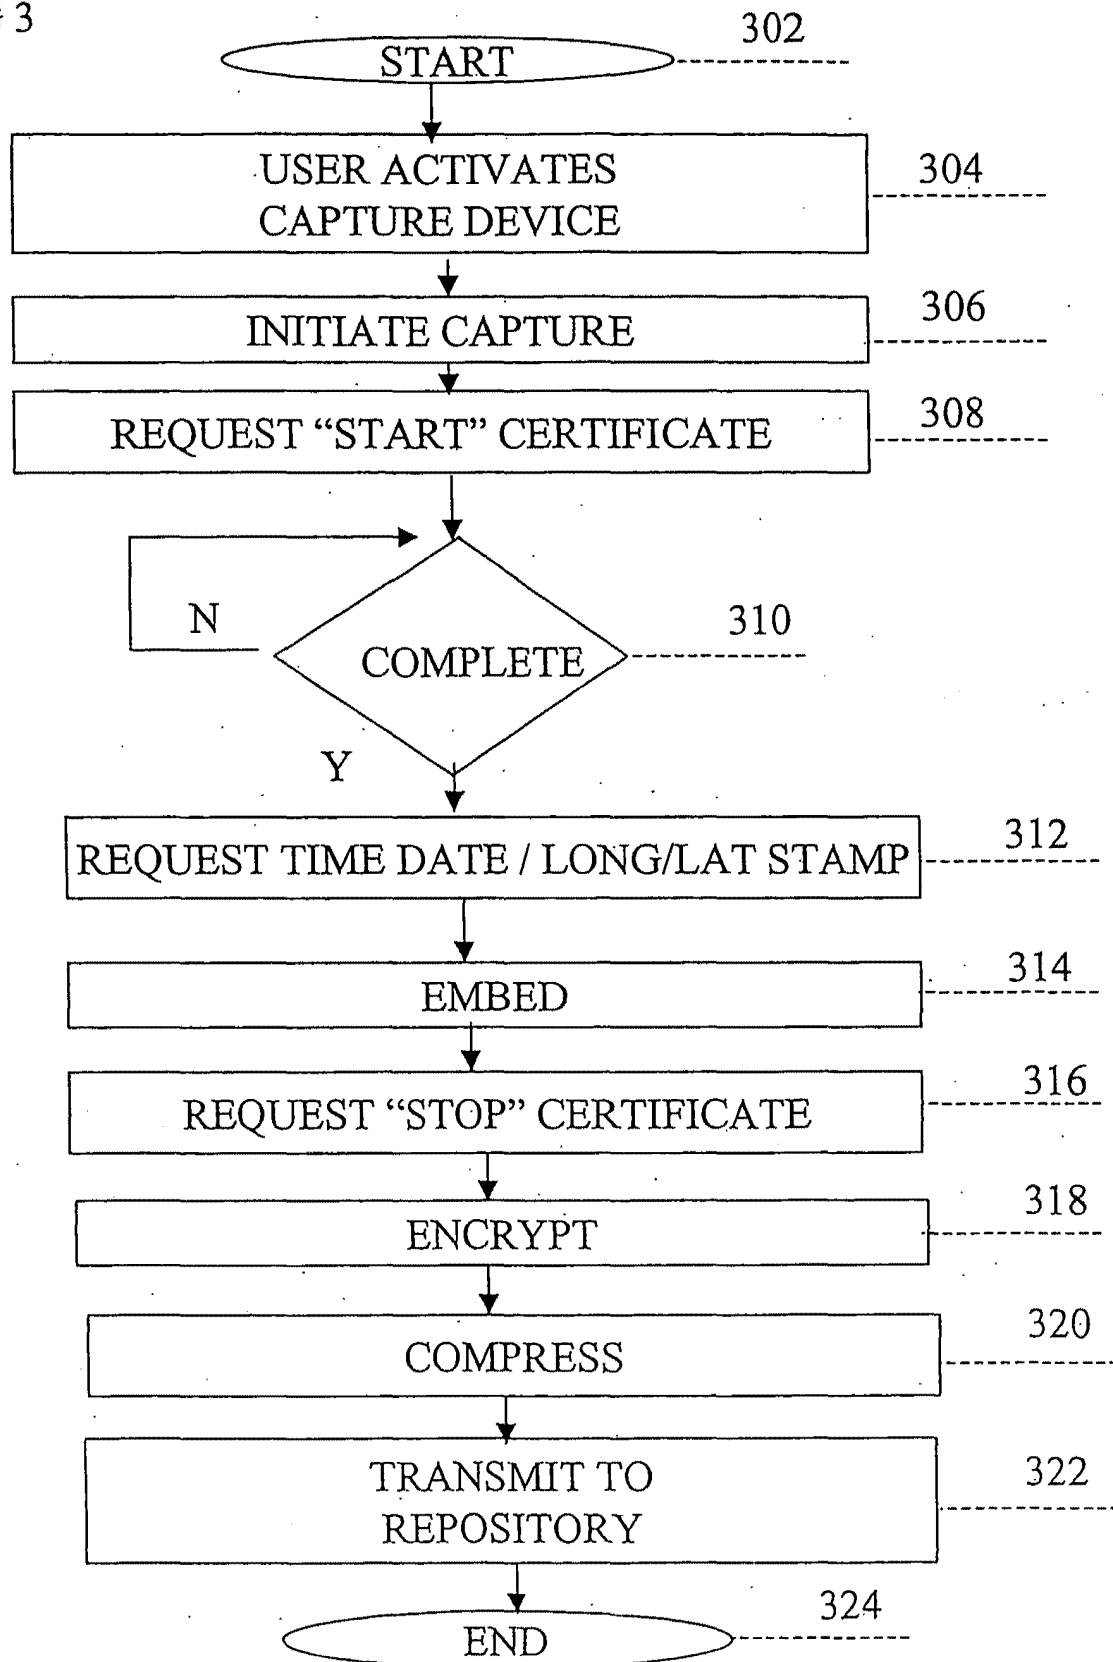 3
302
START
304
USER ACTIVATES
CAPTURE DEVICE
306
INITIATE CAPTURE
308
REQUEST “START” CERTIFICATE
N
310
COMPLETE
Y
312
REQUEST TIME DATE / LONG/LAT STAMP
314
EMBED
316
REQUEST “STOP” CERTIFICATE
318
ENCRYPT
320
COMPRESS
322
TRANSMIT TO
REPOSITORY
324
END